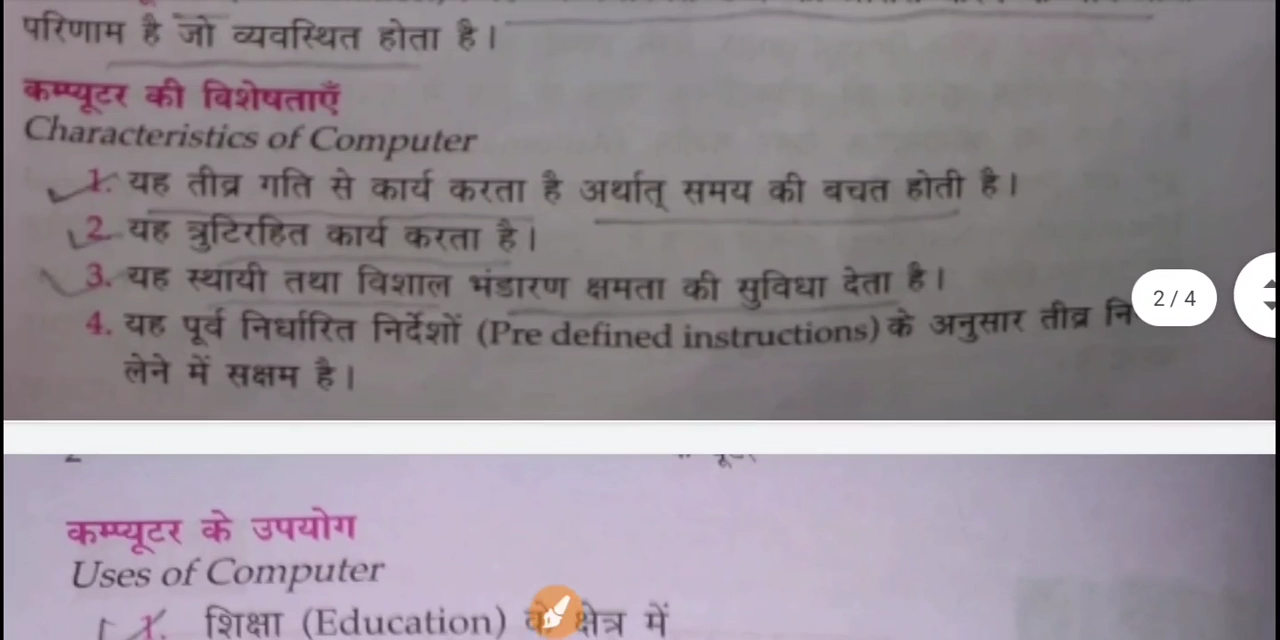 परिणाम है जो व्यवस्थित होता है।
कम्प्यूटर की विशेषताएँ
Characteristics of Computer
1. यह तीव्र गति से कार्य करता है अर्थात् समय की बचत होती है।
2. यह त्रुटिरहित कार्य करता है।
3. यह स्थायी तथा विशाल भंडारण क्षमता की सुविधा देता है।
4. यह पूर्व निर्धारित निर्देशों (Pre defined instructions) के अनुसार तीव्र
2 / 4
लेने में सक्षम है।
कम्प्यूटर के उपयोग
Uses of Computer
1. शिक्षा (Education) के क्षेत्र में